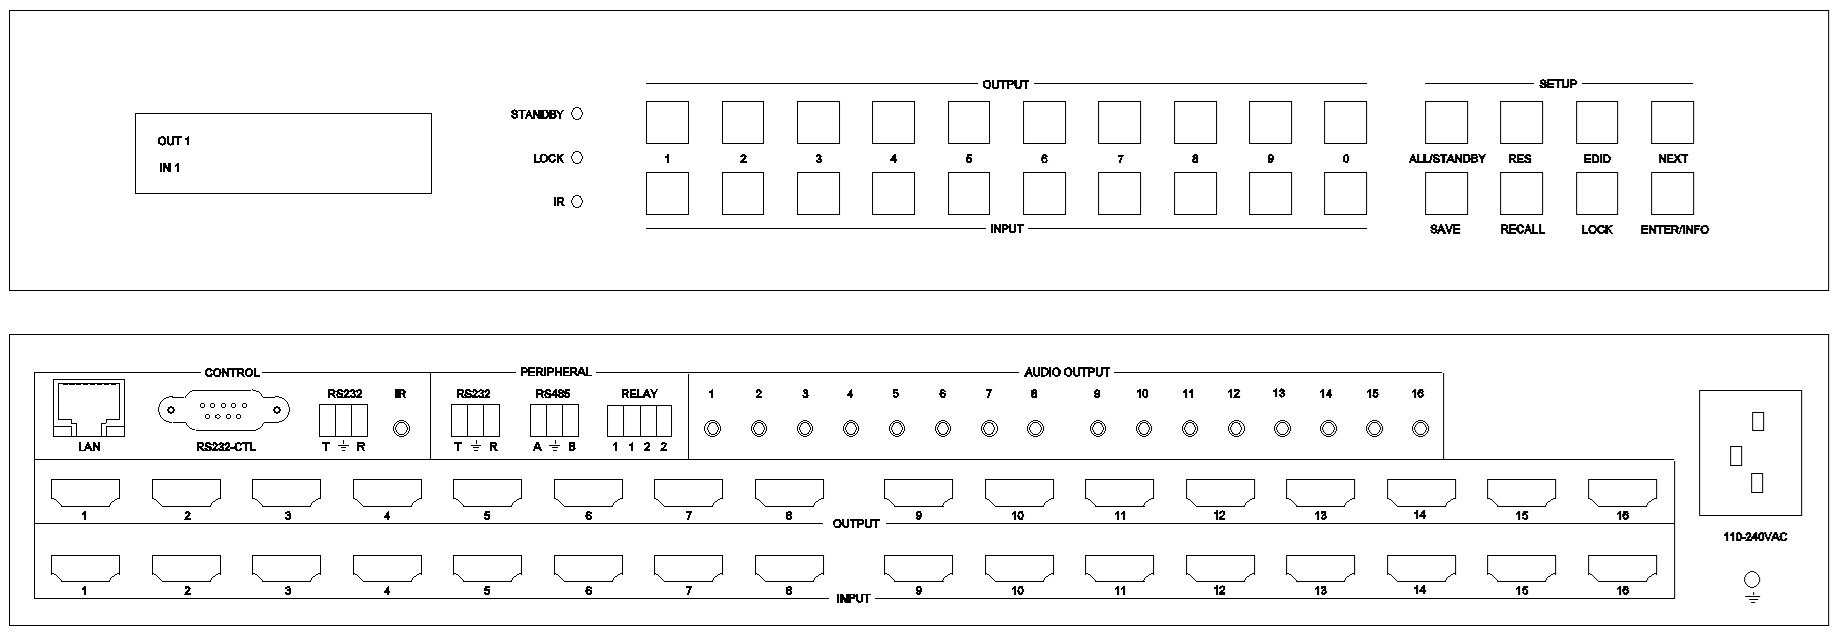 OUTPUT SETUP
STANDBY
OUT 1
LOCK 1 2 3 4 5 6 7 8 9 0 ALL/STANDBY RES EDID NEXT
IN 1
IR
INPUT SAVE RECALL LOCK ENTER/INFO
CONTROL PERIPHERAL AUDIO OUTPUT
RS232 IR RS232 RS485 RELAY 1 2 3 4 5 6 7 8 9 10 11 12 13 14 15 16
LAN RS232-CTL T R T R A B 1 1 2 2
1 2 3 4 5 6 7 8 9 10 11 12 13 14 15 16
OUTPUT
110-240VAC
1 2 3 4 5 6 7 8 9 10 11 12 13 14 15 16
INPUT